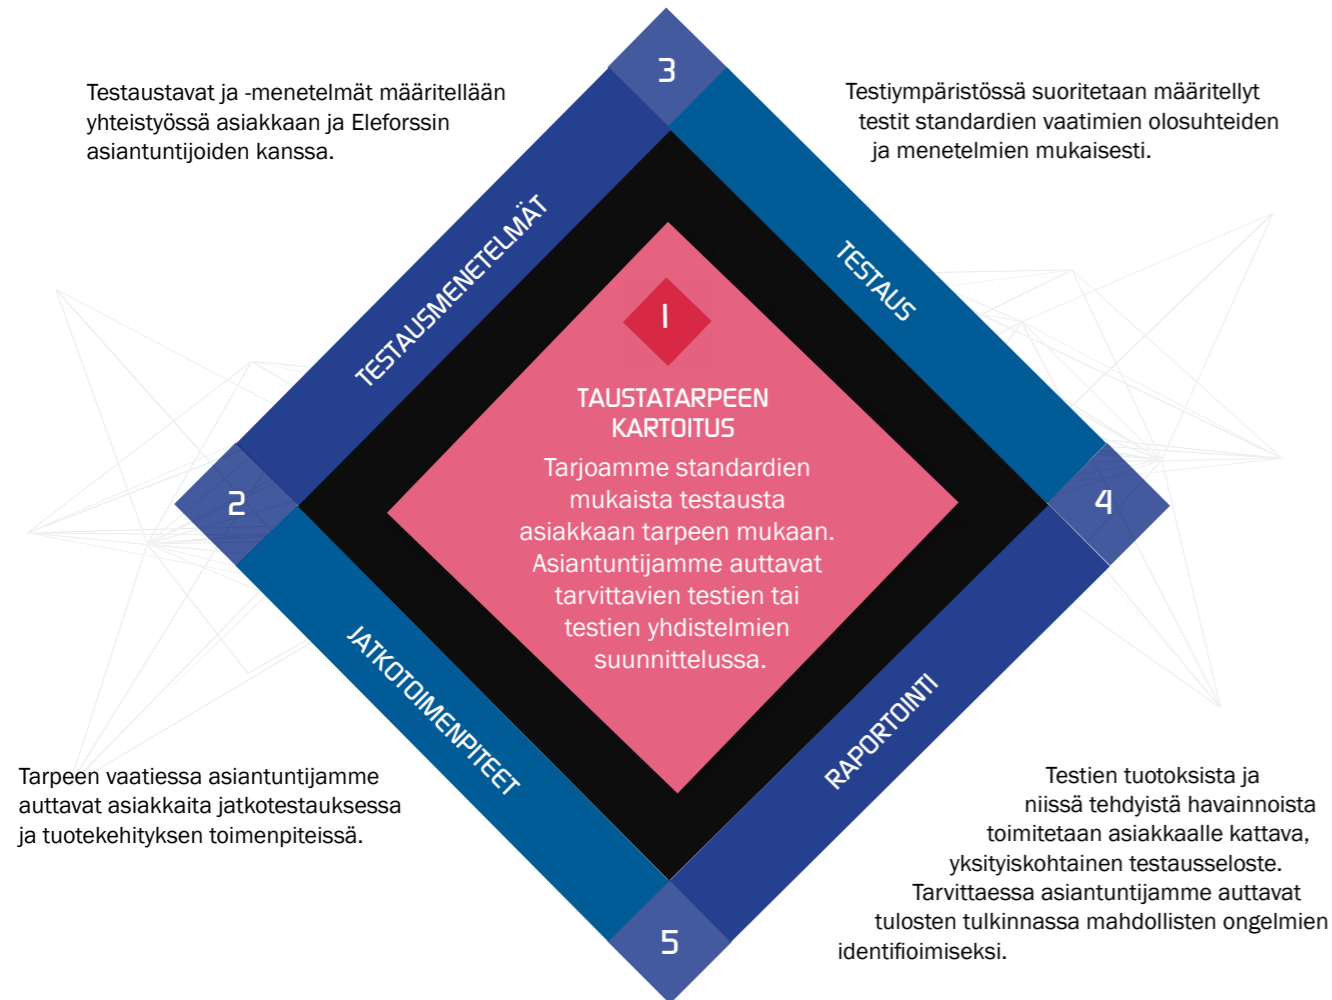 3
Testaustavat ja -menetelmät määritellään
yhteistyössä asiakkaan ja Eleforssin
asiantuntijoiden kanssa.
Testiympäristössä suoritetaan määritellyt
testit standardien vaatimien olosuhteiden
ja menetelmien mukaisesti.
TESTAUSMENETELMÄT
TESTAUS
1
TAUSTATARPEEN
KARTOITUS
Tarjoamme standardien
mukaista testausta
asiakkaan tarpeen mukaan.
Asiantuntijamme auttavat
tarvittavien testien tai
testien yhdistelmien
suunnittelussa.
2
4
JATKOTOIMENPITEET
RAPORTOINTI
Tarpeen vaatiessa asiantuntijamme
auttavat asiakkaita jatkotestauksessa
ja tuotekehityksen toimenpiteissä.
Testien tuotoksista ja
niissä tehdyistä havainnoista
toimitetaan asiakkaalle kattava,
yksityiskohtainen testausseloste.
Tarvittaessa asiantuntijamme auttavat
tulosten tulkinnassa mahdollisten ongelmien
identifioimiseksi.
5